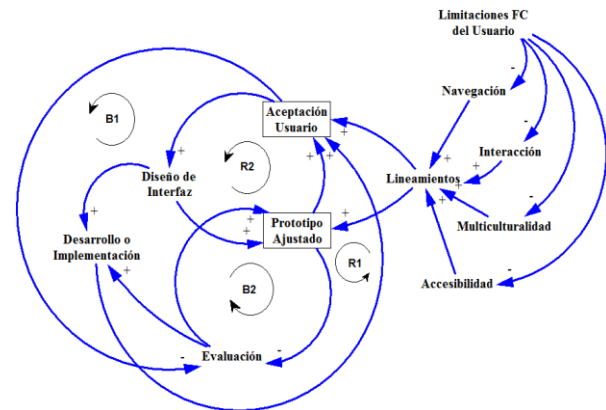 Limitaciones FC
del Usuario
-
-
-
-
Navegación
Aceptación
Usuario
B1
+
+
+
+
Interacción
R2
Diseño de
Interfaz
Lineamientos
+
+
+
+
+
Multiculturalidad
Desarrollo o
Implementación
Prototipo
Ajustado
+
+
+
R1
+
B2
Accesibilidad
-
-
Evaluación